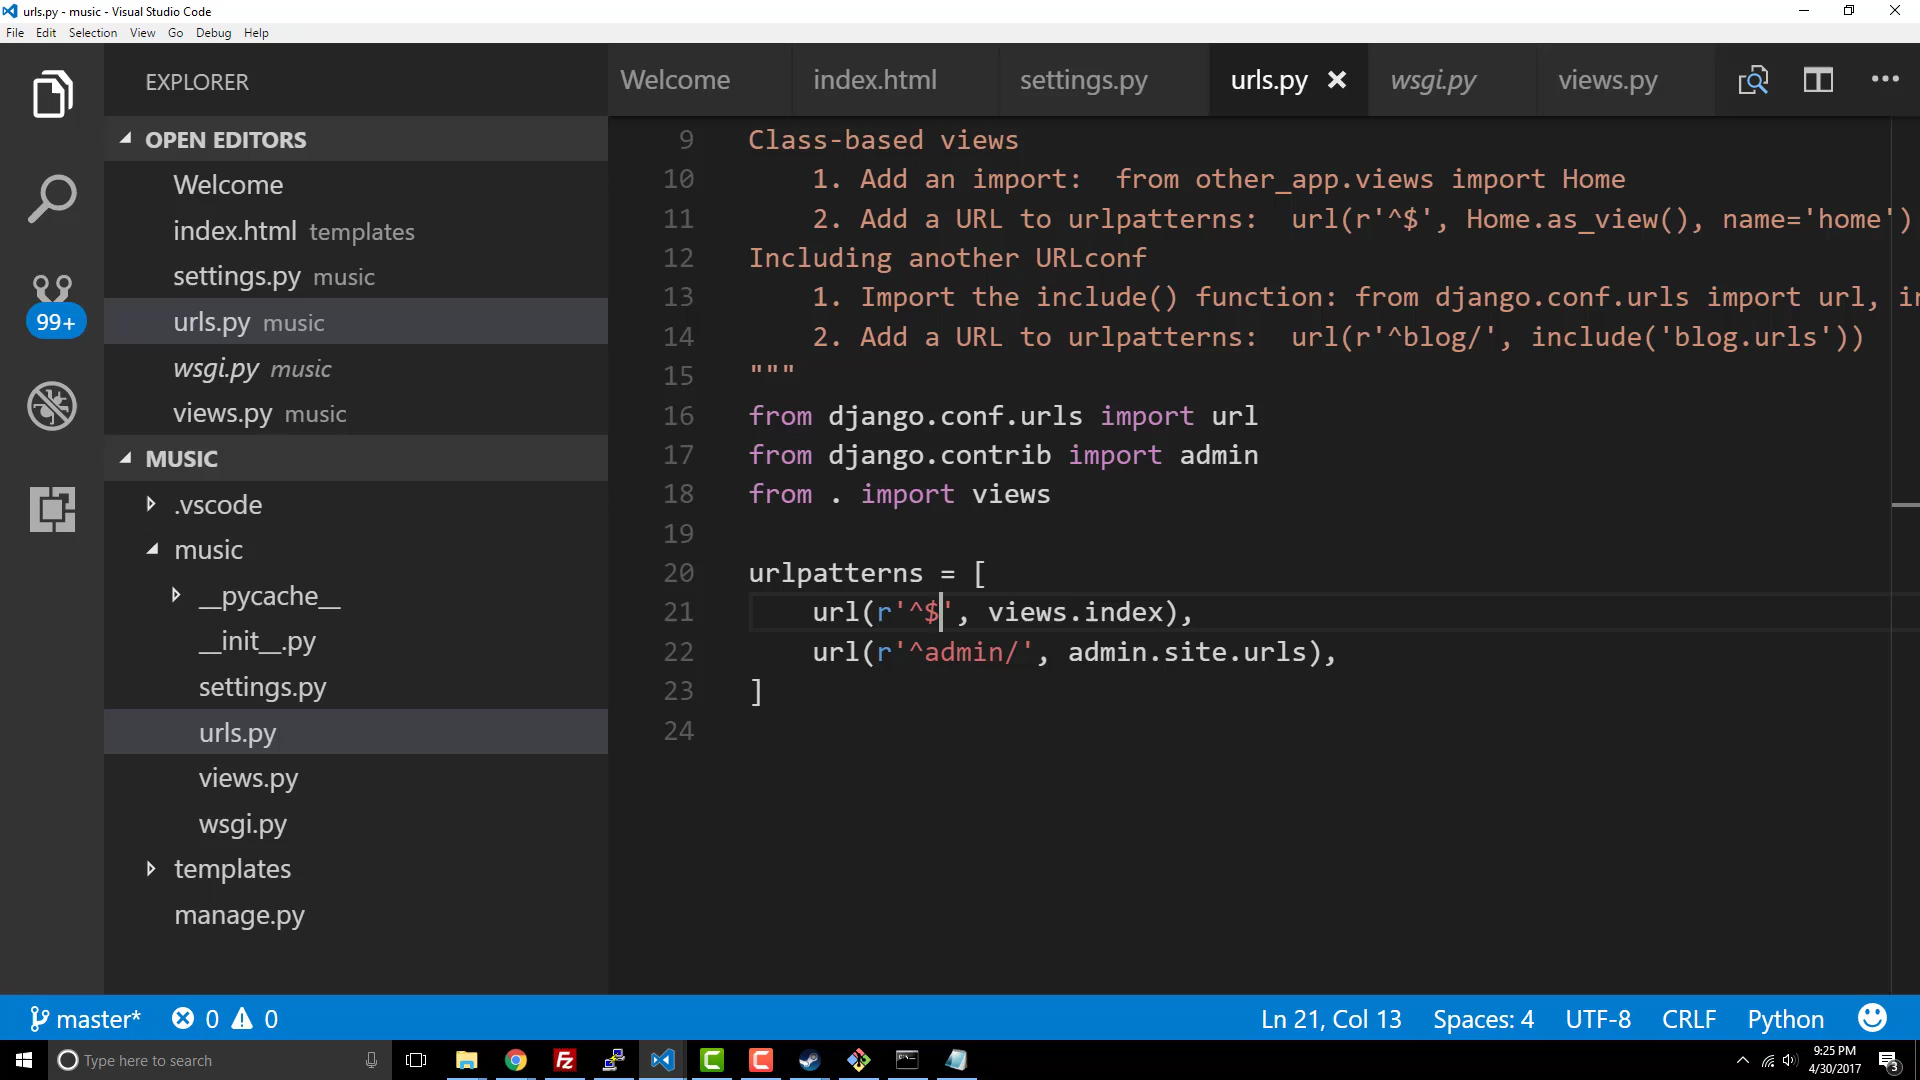 urls.py - music - Visual Studio Code
File Edit Selection View Go Debug Help
EXPLORER
OPEN EDITORS
Welcome
index.html templates
settings.py music
urls.py music
wsgi.py music
views.py music
MUSIC
.vscode
music
__pycache__
__init__.py
settings.py
urls.py
views.py
wsgi.py
templates
manage.py
99+
Welcome index.html settings.py urls.py wsgi.py views.py
9 Class-based views
10     1. Add an import:  from other_app.views import Home
11     2. Add a URL to urlpatterns:  url(r'^$', Home.as_view(), name='home')
12 Including another URLconf
13     1. Import the include() function: from django.conf.urls import url, in
14     2. Add a URL to urlpatterns:  url(r'^blog/', include('blog.urls'))
15 """
16 from django.conf.urls import url
17 from django.contrib import admin
18 from . import views
19
20 urlpatterns = [
21     url(r'^$', views.index),
22     url(r'^admin/', admin.site.urls),
23 ]
24
master* 0 0 Ln 21, Col 13 Spaces: 4 UTF-8 CRLF Python
Type here to search
9:25 PM
4/30/2017
3